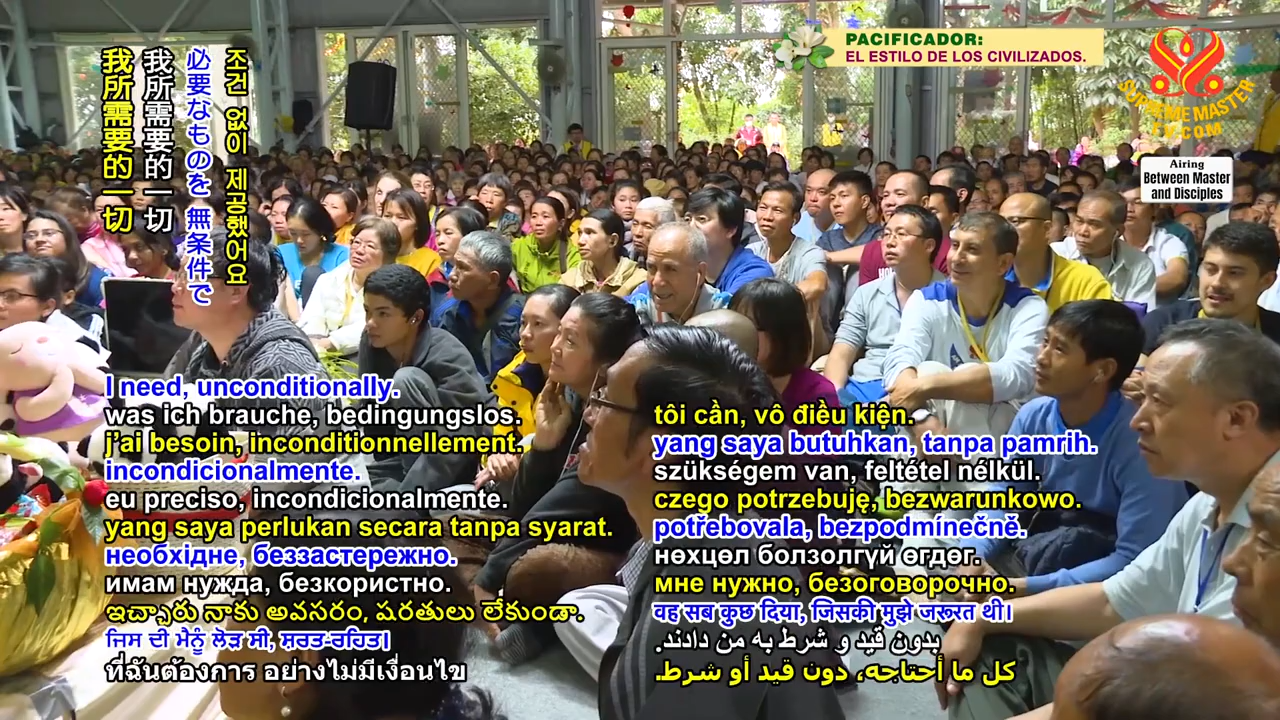 PACIFICADOR:
EL ESTILO DE LOS CIVILIZADOS.
SUPREME MASTER
TV.COM
Airing
Between Master
and Disciples
조건 없이 제공했어요
必要なものを 無条件で
我所需要的一切
我所需要的一切
I need, unconditionally.
was ich brauche, bedingungslos.
j'ai besoin, inconditionnellement.
incondicionalmente.
eu preciso, incondicionalmente.
yang saya perlukan secara tanpa syarat.
необхідне, беззастережно.
имам нужда, безкористно.
ఇచ్చారు నాకు అవసరం, షరతులు లేకుండా.
ਜਿਸ ਦੀ ਮੈਨੂੰ ਲੋੜ ਸੀ, ਸ਼ਰਤ-ਰਹਿਤ।
ที่ฉันต้องการ อย่างไม่มีเงื่อนไข
tôi cần, vô điều kiện.
yang saya butuhkan, tanpa pamrih.
szükségem van, feltétel nélkül.
czego potrzebuję, bezwarunkowo.
potřebovala, bezpodmínečně.
нөхцөл болзолгүй өгдөг.
мне нужно, безоговорочно.
वह सब कुछ दिया, जिसकी मुझे जरूरत थी।
بدون قید و شرط به من دادند.
كل ما أحتاجه، دون قيد أو شرط.